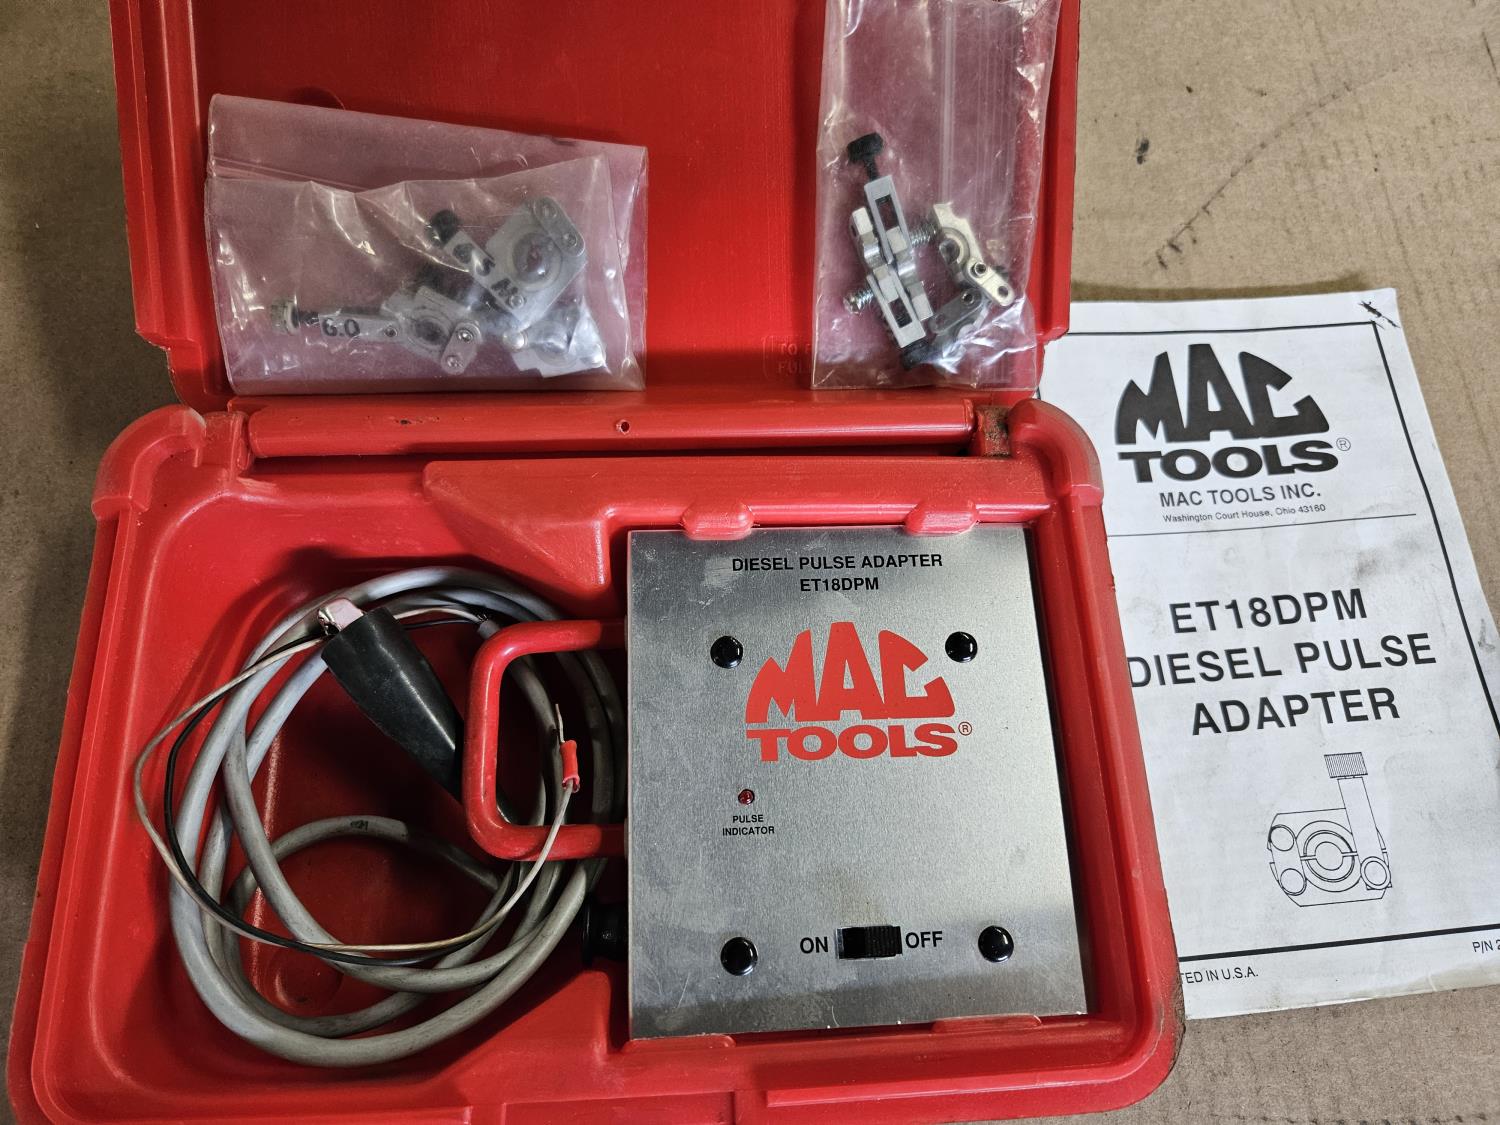 6.0
DIESEL PULSE ADAPTER
ET18DPM
MAC
TOOLS®
PULSE
INDICATOR
ON OFF
MAC
TOOLS®
MAC TOOLS INC.
Washington Court House, Ohio 43160
ET18DPM
DIESEL PULSE
ADAPTER
P/N 2
TED IN U.S.A.